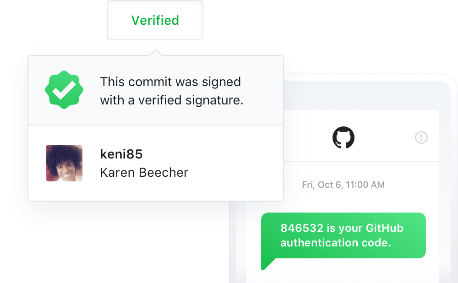 Verified
This commit was signed
with a verified signature.
keni85
Karen Beecher
Fri, Oct 6, 11:00 AM
846532 is your GitHub
authentication code.